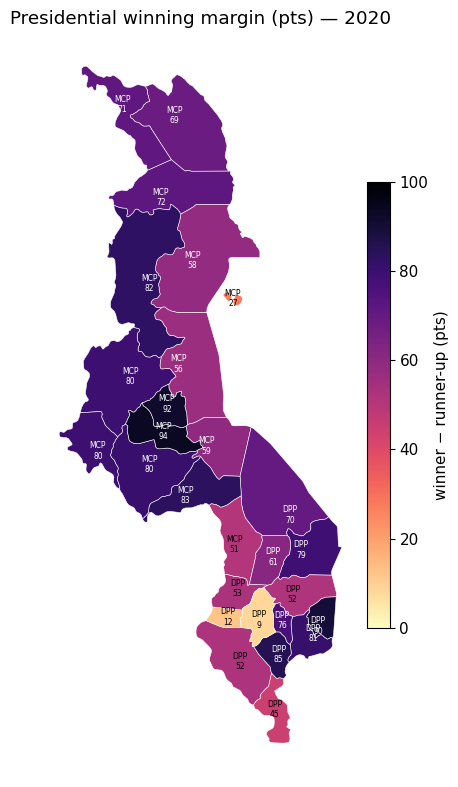 Presidential winning margin (pts) — 2020
MCP
71
MCP
69
MCP
72
MCP
58
MCP
82
MCP
27
MCP
56
MCP
80
MCP
92
MCP
94
MCP
59
MCP
80
MCP
80
MCP
83
DPP
70
MCP
51
DPP
61
DPP
79
DPP
53
DPP
52
DPP
12
DPP
9
DPP
76
DPP
DPP
81
DPP
85
DPP
52
DPP
45
100
80
60
40
20
0
winner − runner-up (pts)